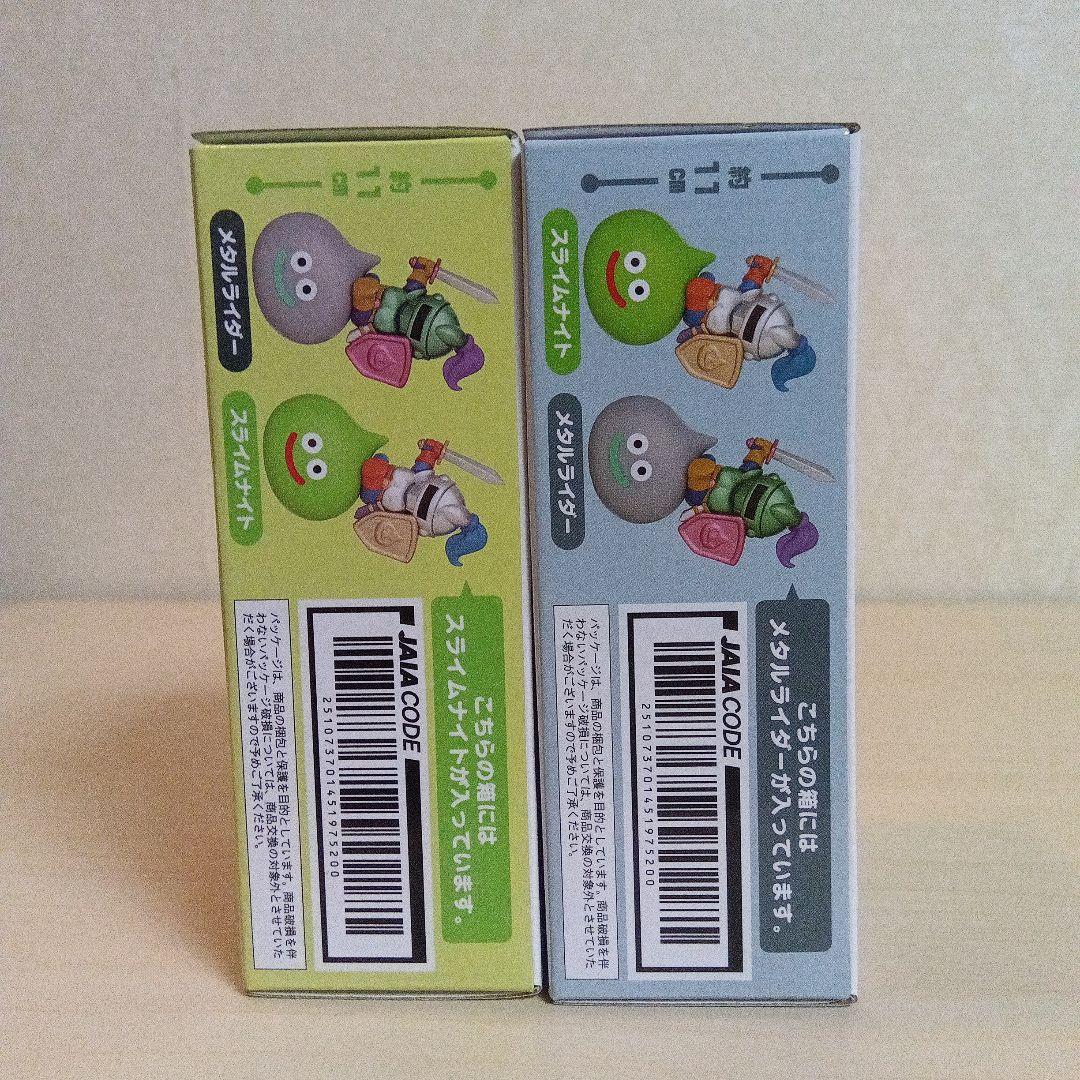 約
11
cm
メタルライダー
スライムナイト
こちらの箱には
スライムナイトが入っています。
JAIA CODE
251073701451975200
パッケージは、商品の梱包と保護を目的としています。商品破損を伴
わないパッケージ破損については、商品交換の対象外とさせていた
だく場合がございますので予めご了承ください。
約
11
cm
スライムナイト
メタルライダー
こちらの箱には
メタルライダーが入っています。
JAIA CODE
251073701451975200
パッケージは、商品の梱包と保護を目的としています。商品破損を伴
わないパッケージ破損については、商品交換の対象外とさせていた
だく場合がございますので予めご了承ください。